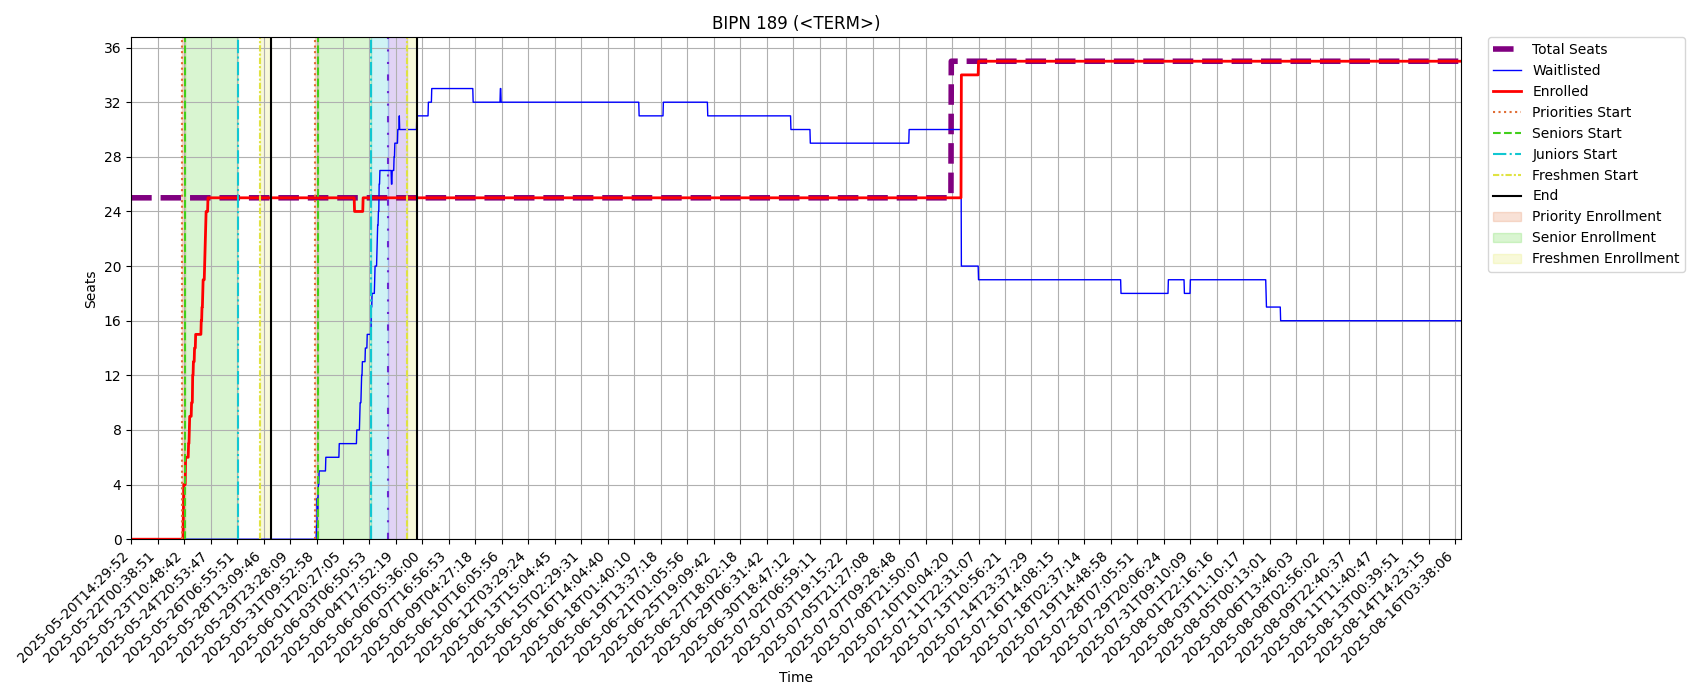 BIPN 189 (<TERM>)
Seats
36
32
28
24
20
16
12
8
4
0
2025-05-20T14:29:52
2025-05-22T00:38:51
2025-05-23T10:48:42
2025-05-24T20:53:47
2025-05-26T06:55:51
2025-05-28T13:09:46
2025-05-29T23:28:09
2025-05-31T09:52:58
2025-06-01T20:27:05
2025-06-03T06:50:53
2025-06-04T17:52:19
2025-06-06T05:36:00
2025-06-07T16:56:53
2025-06-09T04:27:18
2025-06-10T16:05:56
2025-06-12T03:29:24
2025-06-13T15:04:45
2025-06-15T02:29:31
2025-06-16T14:04:40
2025-06-18T01:40:10
2025-06-19T13:37:18
2025-06-21T01:05:56
2025-06-25T19:09:42
2025-06-27T18:02:18
2025-06-29T06:31:42
2025-06-30T18:47:12
2025-07-02T06:59:11
2025-07-03T19:15:22
2025-07-05T21:27:08
2025-07-07T09:28:48
2025-07-08T21:50:07
2025-07-10T10:04:20
2025-07-11T22:31:07
2025-07-13T10:56:21
2025-07-14T23:37:29
2025-07-16T14:08:15
2025-07-18T02:37:14
2025-07-19T14:48:58
2025-07-28T07:05:51
2025-07-29T20:06:24
2025-07-31T09:10:09
2025-08-01T22:16:16
2025-08-03T11:10:17
2025-08-05T00:13:01
2025-08-06T13:46:03
2025-08-08T02:56:02
2025-08-09T22:40:37
2025-08-11T11:40:47
2025-08-13T00:39:51
2025-08-14T14:23:15
2025-08-16T03:38:06
Time
Total Seats
Waitlisted
Enrolled
Priorities Start
Seniors Start
Juniors Start
Freshmen Start
End
Priority Enrollment
Senior Enrollment
Freshmen Enrollment